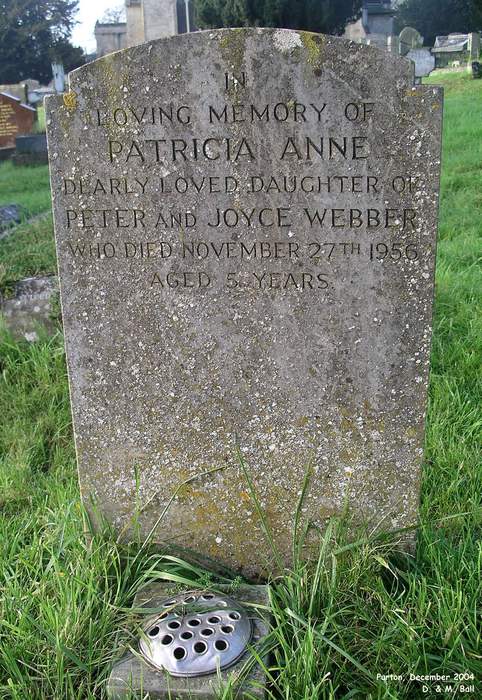 IN
LOVING MEMORY OF
PATRICIA ANNE
DEARLY LOVED DAUGHTER OF
PETER AND JOYCE WEBBER
WHO DIED NOVEMBER 27TH 1956
AGED 5 YEARS
Purton, December 2004
D. & M. Ball